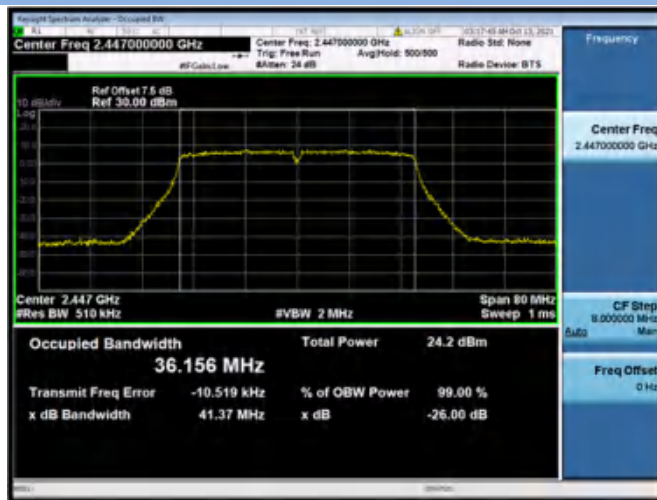 Keysight Spectrum Analyzer - Occupied BW
Center Freq 2.447000000 GHz
Center Freq: 2.447000000 GHz
Radio Std: None
Trig: Free Run
Avg|Hold: 500/500
#IFGain:Low
#Atten: 24 dB
Radio Device: BTS
Ref Offset 7.5 dB
10 dB/div
Ref 30.00 dBm
Log
Center 2.447 GHz
Span 80 MHz
#Res BW 510 kHz
#VBW 2 MHz
Sweep 1 ms
Occupied Bandwidth
Total Power
24.2 dBm
36.156 MHz
Transmit Freq Error
-10.519 kHz
% of OBW Power
99.00 %
x dB Bandwidth
41.37 MHz
x dB
-26.00 dB
Frequency
Center Freq
2.447000000 GHz
CF Step
8.000000 MHz
Auto
Man
Freq Offset
0 Hz